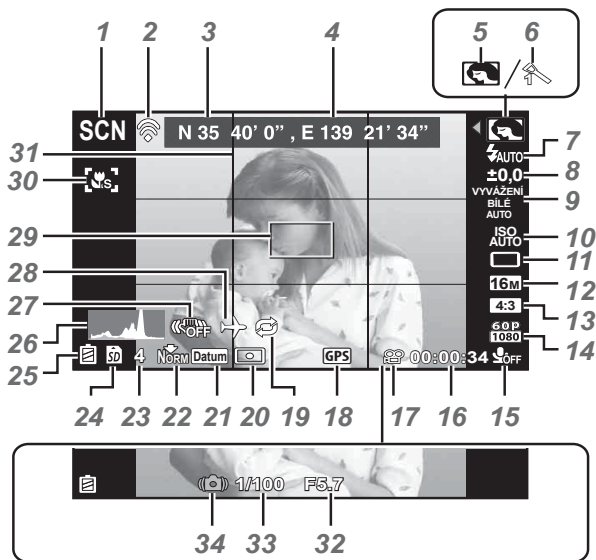 1 2 3 4 5 6
/
SCN N 35 40’ 0” , E 139 21’ 34”
31
30 S
AUTO 7
±0,0 8
VYVÁŽENÍ
BÍLÉ
AUTO 9
29
ISO
AUTO 10
11
28
16M 12
27 OFF
4:3 13
26
60p
1080 14
25 SD 4 NORM Datum GPS 00:00:34 OFF
24 23 22 21 20 19 18 17 16 15
1/100 F5.7
34 33 32